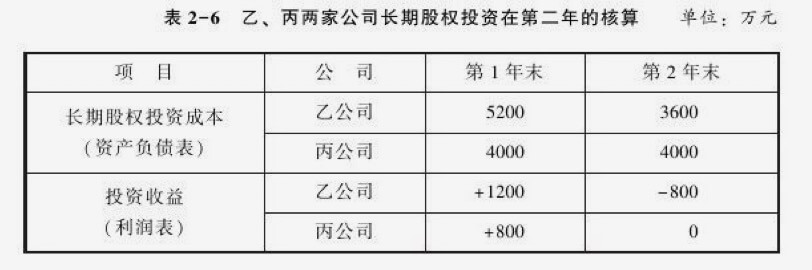 表 2-6 乙、丙两家公司长期股权投资在第二年的核算 单位：万元
项 目 公 司 第 1 年末 第 2 年末
长期股权投资成本
(资产负债表)
乙公司 5200 3600
丙公司 4000 4000
投资收益
(利润表)
乙公司 +1200 -800
丙公司 +800 0